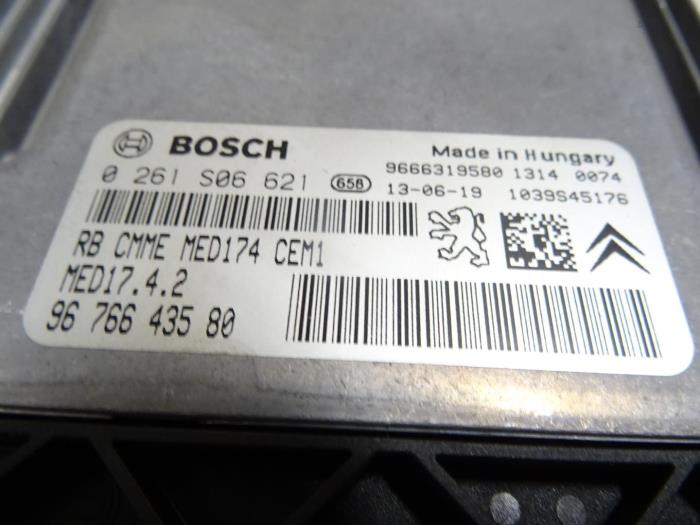 BOSCH
Made in Hungary
0 261 S06 621 658
9666319580 1314 0074
13-06-19 1039S45176
RB CMME MED174 CEM1
MED17.4.2
96 766 435 80